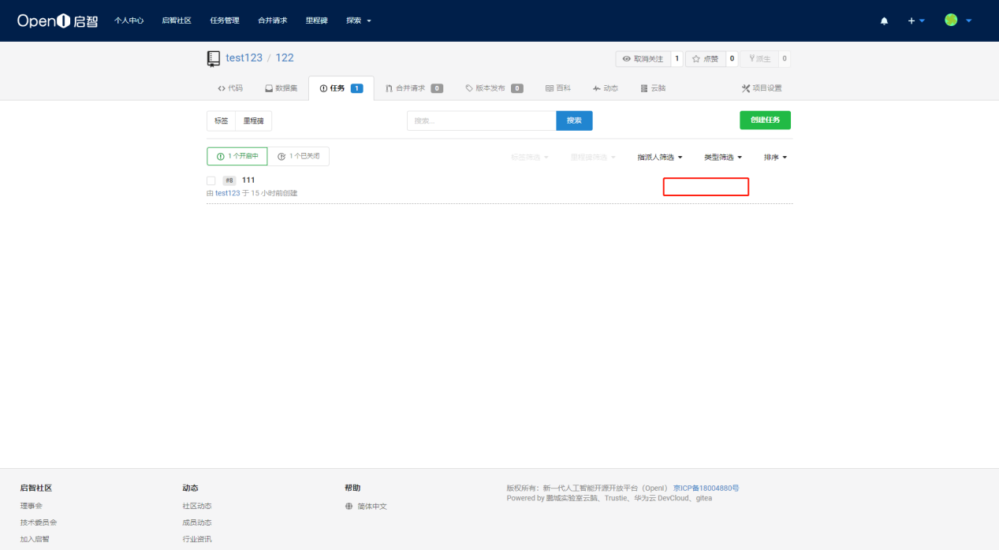 OpenI 启智 个人中心 启智社区 任务管理 合并请求 里程碑 探索
test123 / 122 取消关注 1 点赞 0 派生 0
代码 数据集 任务 1 合并请求 0 版本发布 0 百科 动态 云脑 项目设置
标签 里程碑 搜索... 搜索 创建任务
1 个开启中 1 个已关闭 标签筛选 里程碑筛选 指派人筛选 类型筛选 排序
#8 111
由 test123 于 15 小时前创建
启智社区 动态 帮助 版权所有：新一代人工智能开源开放平台（OpenI） 京ICP备18004880号
Powered by 鹏城实验室云脑、Trustie、华为云 DevCloud、gitea
理事会 社区动态 简体中文
技术委员会 成员动态
加入启智 行业资讯